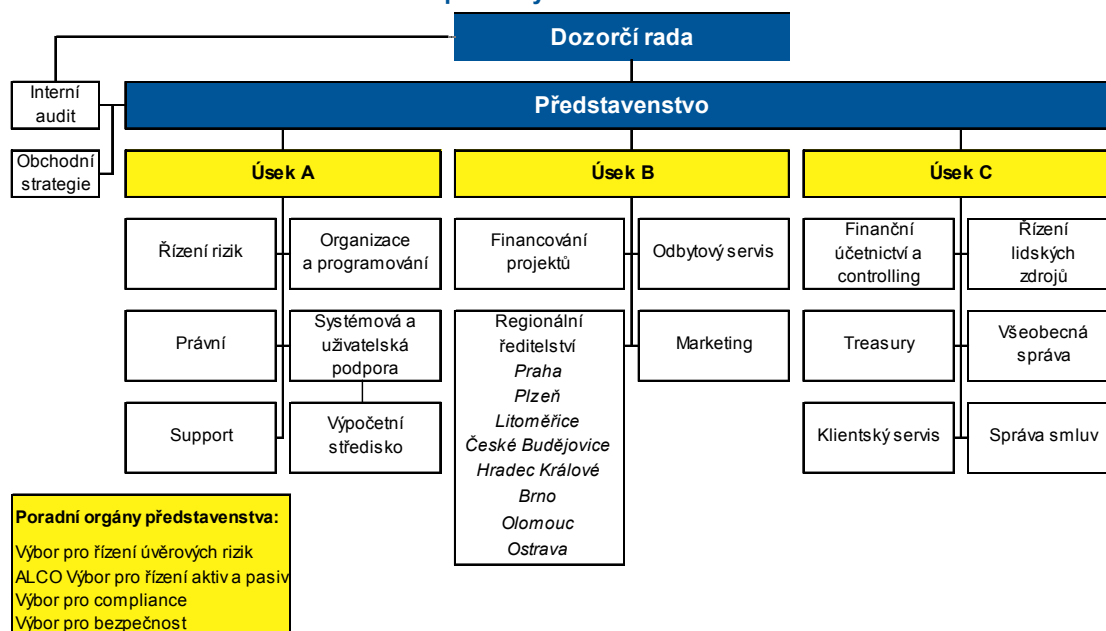 Dozorčí rada
Interní
audit
Představenstvo
Obchodní
strategie
Úsek A
Úsek B
Úsek C
Řízení rizik
Organizace
a programování
Financování
projektů
Odbytový servis
Finanční
účetnictví a
controlling
Řízení
lidských
zdrojů
Právní
Systémová a
uživatelská
podpora
Regionální
ředitelství
Praha
Plzeň
Litoměřice
České Budějovice
Hradec Králové
Brno
Olomouc
Ostrava
Marketing
Treasury
Všeobecná
správa
Support
Výpočetní
středisko
Klientský servis
Správa smluv
Poradní orgány představenstva:
Výbor pro řízení úvěrových rizik
ALCO Výbor pro řízení aktiv a pasiv
Výbor pro compliance
Výbor pro bezpečnost